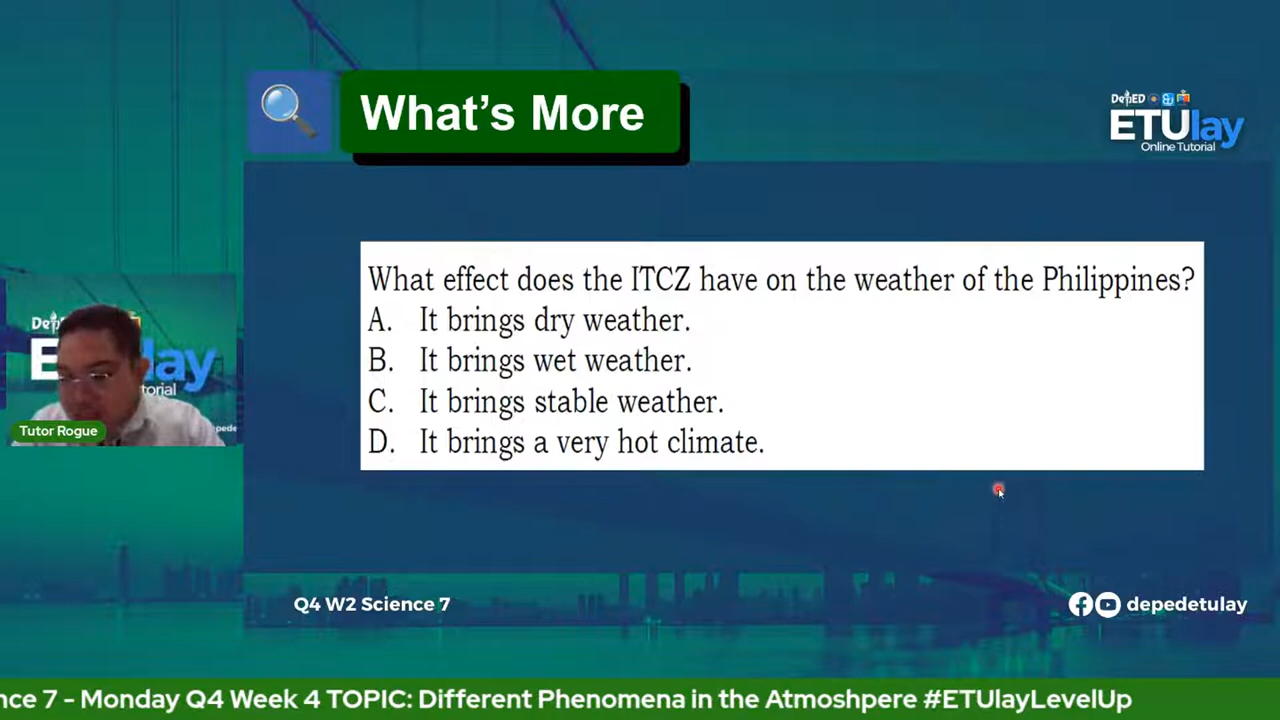 What's More
DepED
ETUlay
Online Tutorial
What effect does the ITCZ have on the weather of the Philippines?
A. It brings dry weather.
B. It brings wet weather.
C. It brings stable weather.
D. It brings a very hot climate.
Tutor Rogue
Q4 W2 Science 7
depedetulay
nce 7 - Monday Q4 Week 4 TOPIC: Different Phenomena in the Atmoshpere #ETUlayLevelUp